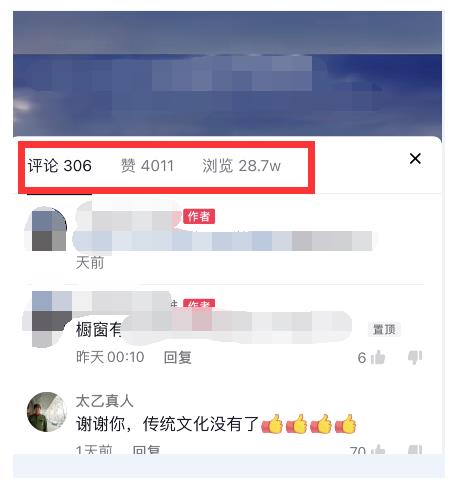 评论 306 赞 4011 浏览 28.7w
作者
天前
作者
橱窗有
置顶
昨天 00:10 回复 6
太乙真人
谢谢你，传统文化没有了👍👍👍👍
1天前 回复 70